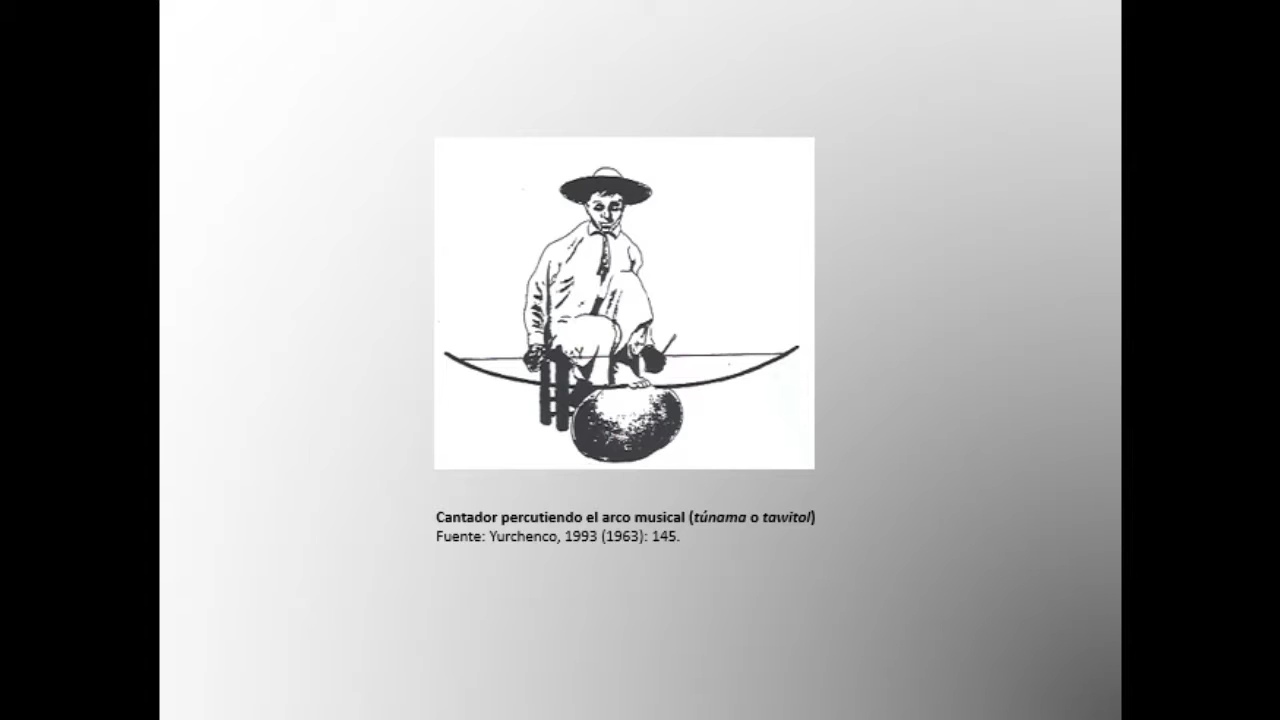 Cantador percutiendo el arco musical (túnama o tawitol)
Fuente: Yurchenco, 1993 (1963): 145.